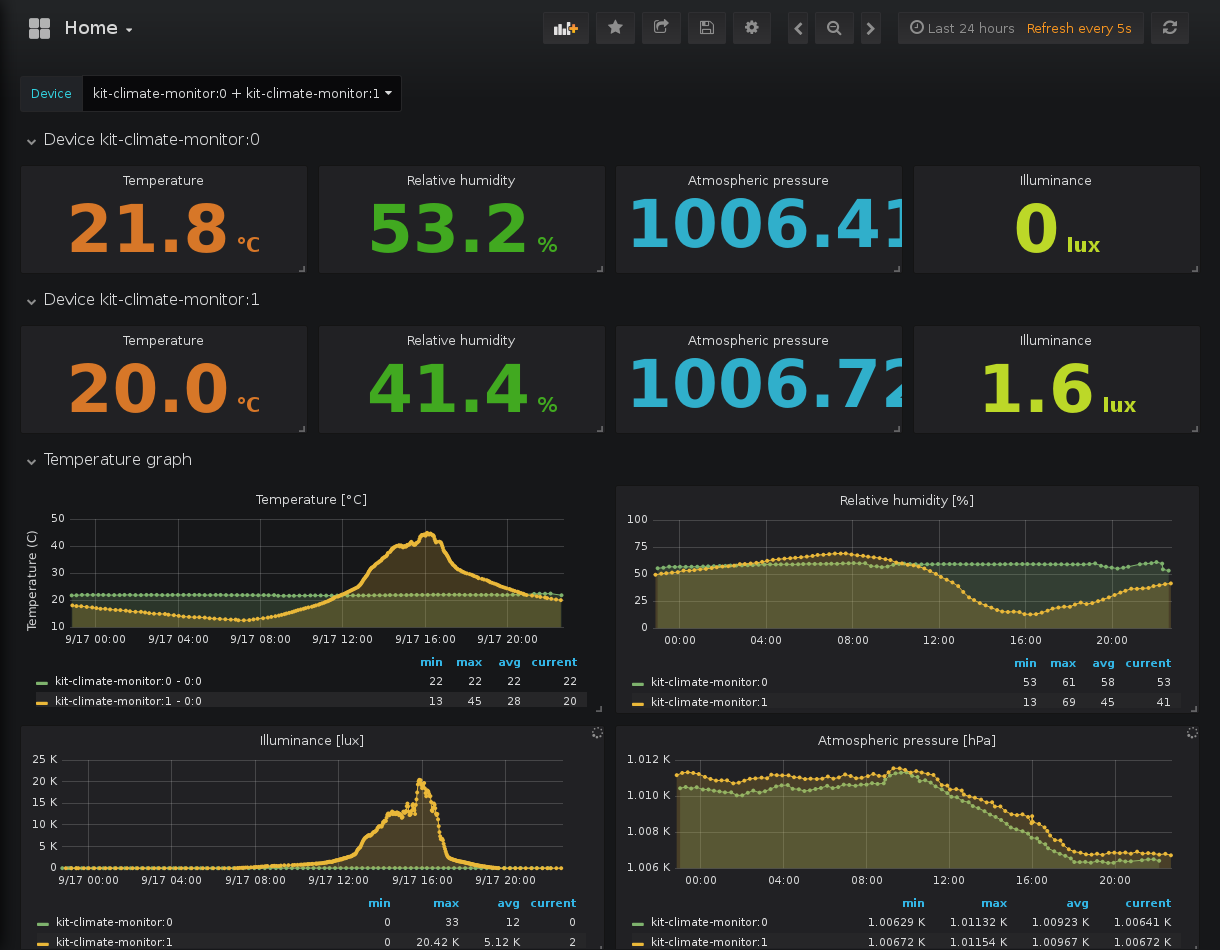 Home
Last 24 hours Refresh every 5s
Device kit-climate-monitor:0 + kit-climate-monitor:1
Device kit-climate-monitor:0
Temperature Relative humidity Atmospheric pressure Illuminance
21.8 °C 53.2 % 1006.41 0 lux
Device kit-climate-monitor:1
Temperature Relative humidity Atmospheric pressure Illuminance
20.0 °C 41.4 % 1006.72 1.6 lux
Temperature graph
Temperature [°C]
Temperature (C)
50
40
30
20
10
9/17 00:00 9/17 04:00 9/17 08:00 9/17 12:00 9/17 16:00 9/17 20:00
min max avg current
kit-climate-monitor:0 - 0:0 22 22 22 22
kit-climate-monitor:1 - 0:0 13 45 28 20
Relative humidity [%]
100
75
50
25
0
00:00 04:00 08:00 12:00 16:00 20:00
min max avg current
kit-climate-monitor:0 53 61 58 53
kit-climate-monitor:1 13 69 45 41
Illuminance [lux]
25 K
20 K
15 K
10 K
5 K
0
9/17 00:00 9/17 04:00 9/17 08:00 9/17 12:00 9/17 16:00 9/17 20:00
min max avg current
kit-climate-monitor:0 0 33 12 0
kit-climate-monitor:1 0 20.42 K 5.12 K 2
Atmospheric pressure [hPa]
1.012 K
1.010 K
1.008 K
1.006 K
00:00 04:00 08:00 12:00 16:00 20:00
min max avg current
kit-climate-monitor:0 1.00629 K 1.01132 K 1.00923 K 1.00641 K
kit-climate-monitor:1 1.00672 K 1.01154 K 1.00967 K 1.00672 K